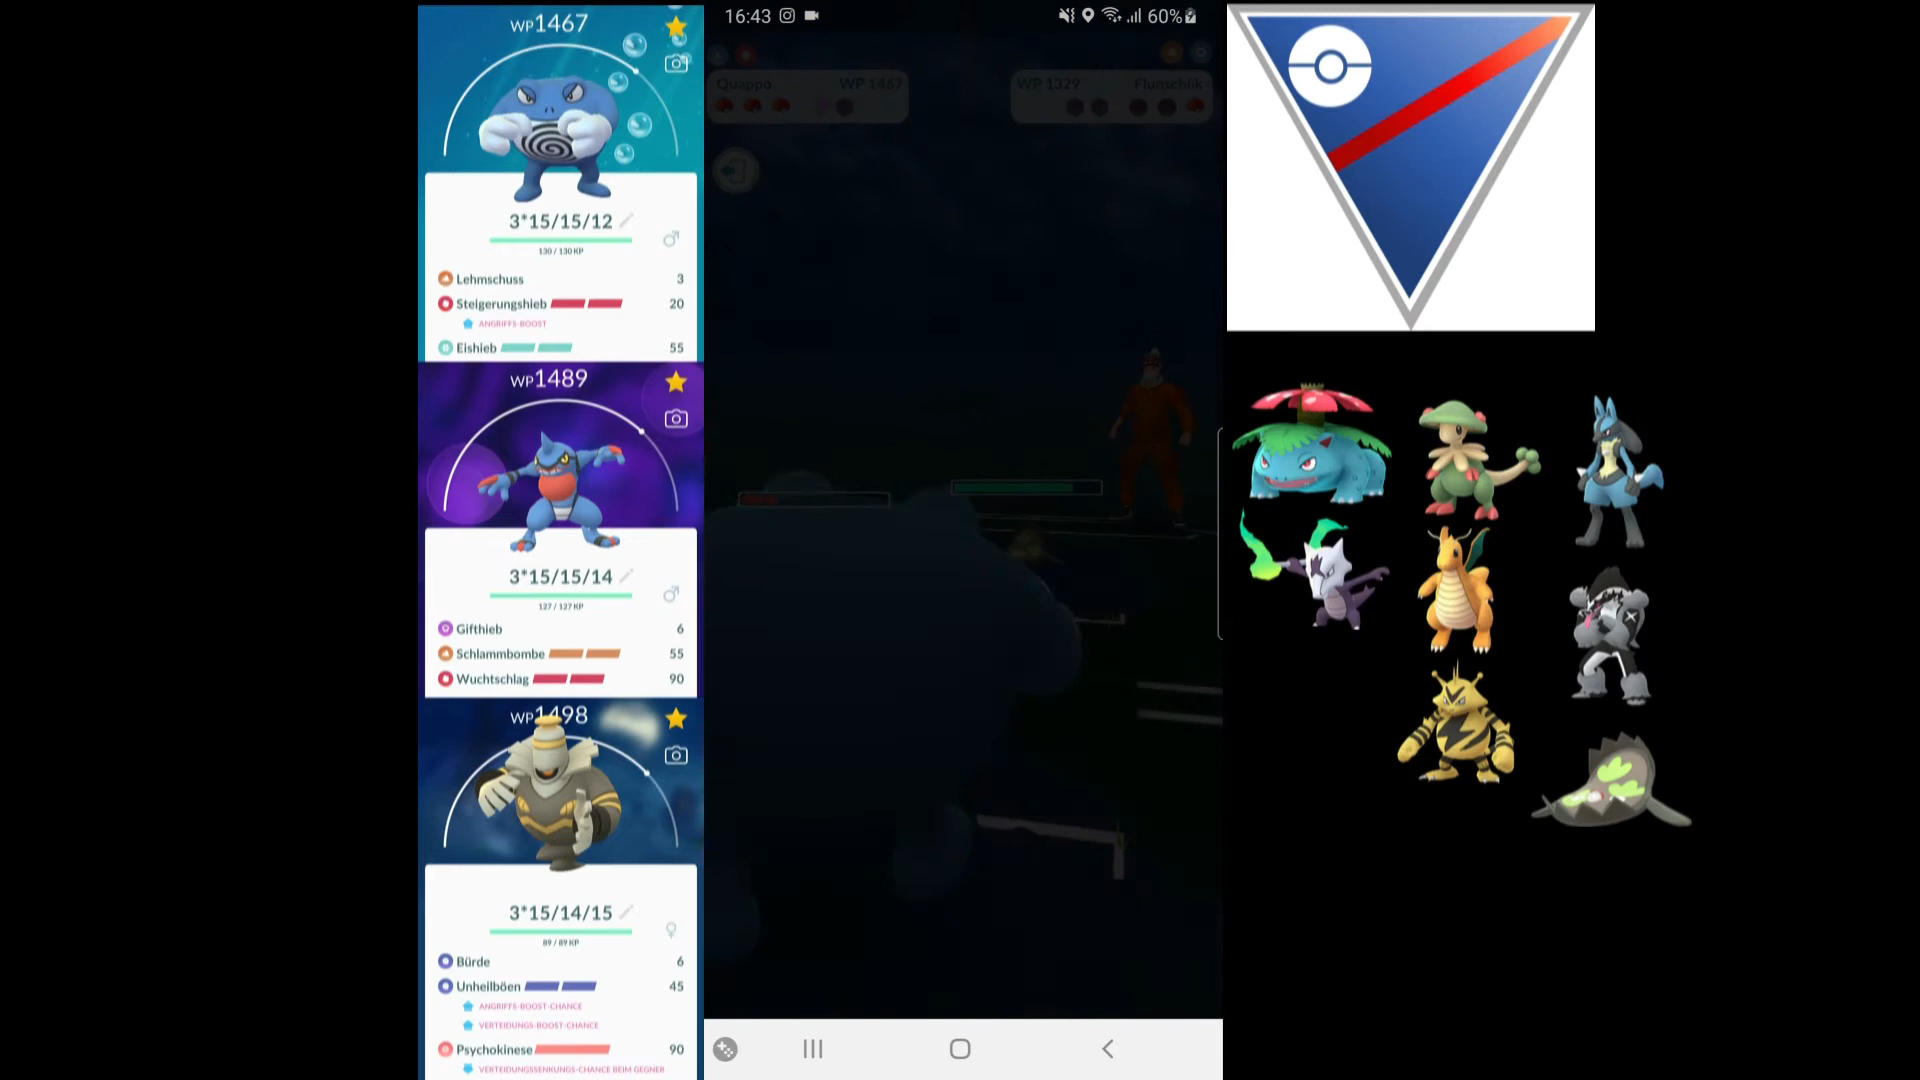 WP1467
3*15/15/12
130 / 130 KP
Lehmschuss 3
Steigerungshieb 20
ANGRIFFS-BOOST
Eishieb 55
WP1489
3*15/15/14
127 / 127 KP
Gifthieb 6
Schlammbombe 55
Wuchtschlag 90
WP1498
3*15/14/15
89 / 89 KP
Bürde 6
Unheilböen 45
ANGRIFFS-BOOST-CHANCE
VERTEIDUNGS-BOOST-CHANCE
Psychokinese 90
VERTEIDUNGSSENKUNGS-CHANCE BEIM GEGNER
16:43 60%
Quappo WP 1467
WP 1329 Flunschlik